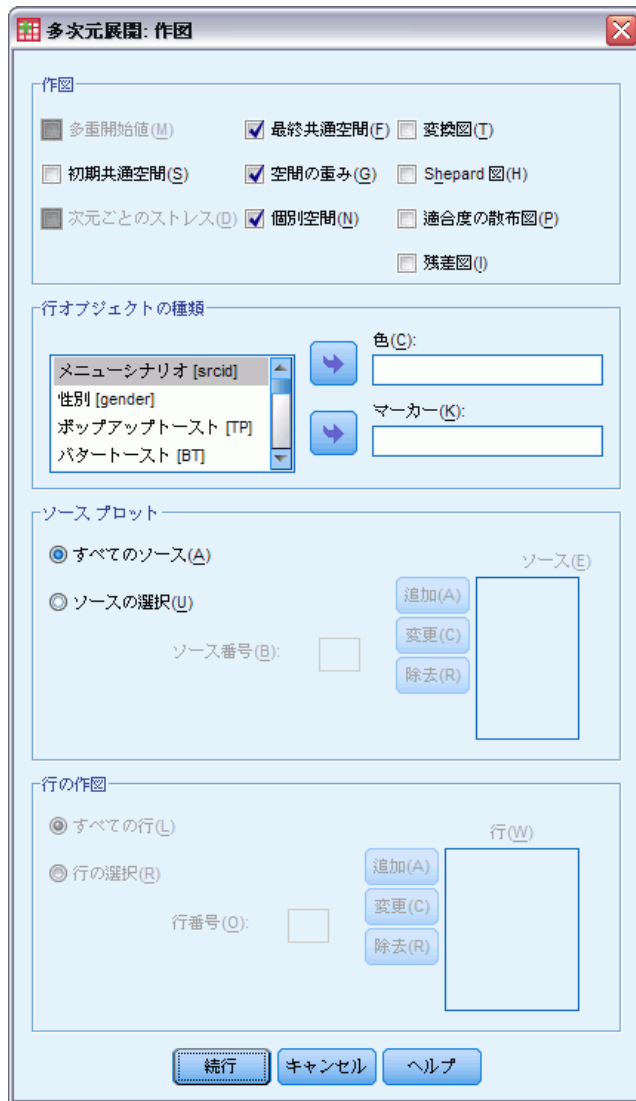 多次元展開: 作図
作図
多重開始値(M)
最終共通空間(F)
変換図(T)
初期共通空間(S)
空間の重み(G)
Shepard 図(H)
次元ごとのストレス(D)
個別空間(N)
適合度の散布図(P)
残差図(I)
行オブジェクトの種類
メニューシナリオ [srcid]
性別 [gender]
ポップアップトースト [TP]
バタートースト [BT]
色(C):
マーカー(K):
ソース プロット
すべてのソース(A)
ソースの選択(U)
ソース番号(B):
ソース(E)
追加(A)
変更(C)
除去(R)
行の作図
すべての行(L)
行の選択(R)
行番号(O):
行(W)
追加(A)
変更(C)
除去(R)
続行
キャンセル
ヘルプ